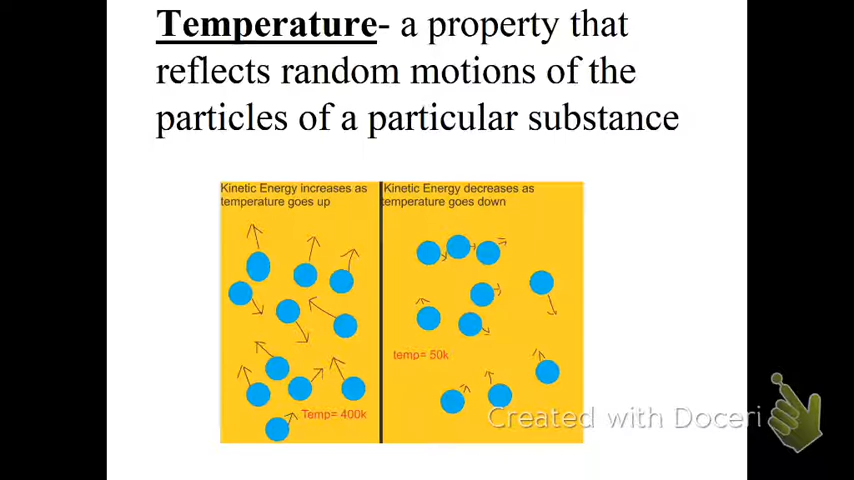 Temperature- a property that
reflects random motions of the
particles of a particular substance
Kinetic Energy increases as
temperature goes up
Kinetic Energy decreases as
temperature goes down
temp= 50k
Temp= 400k
Created with Doceri